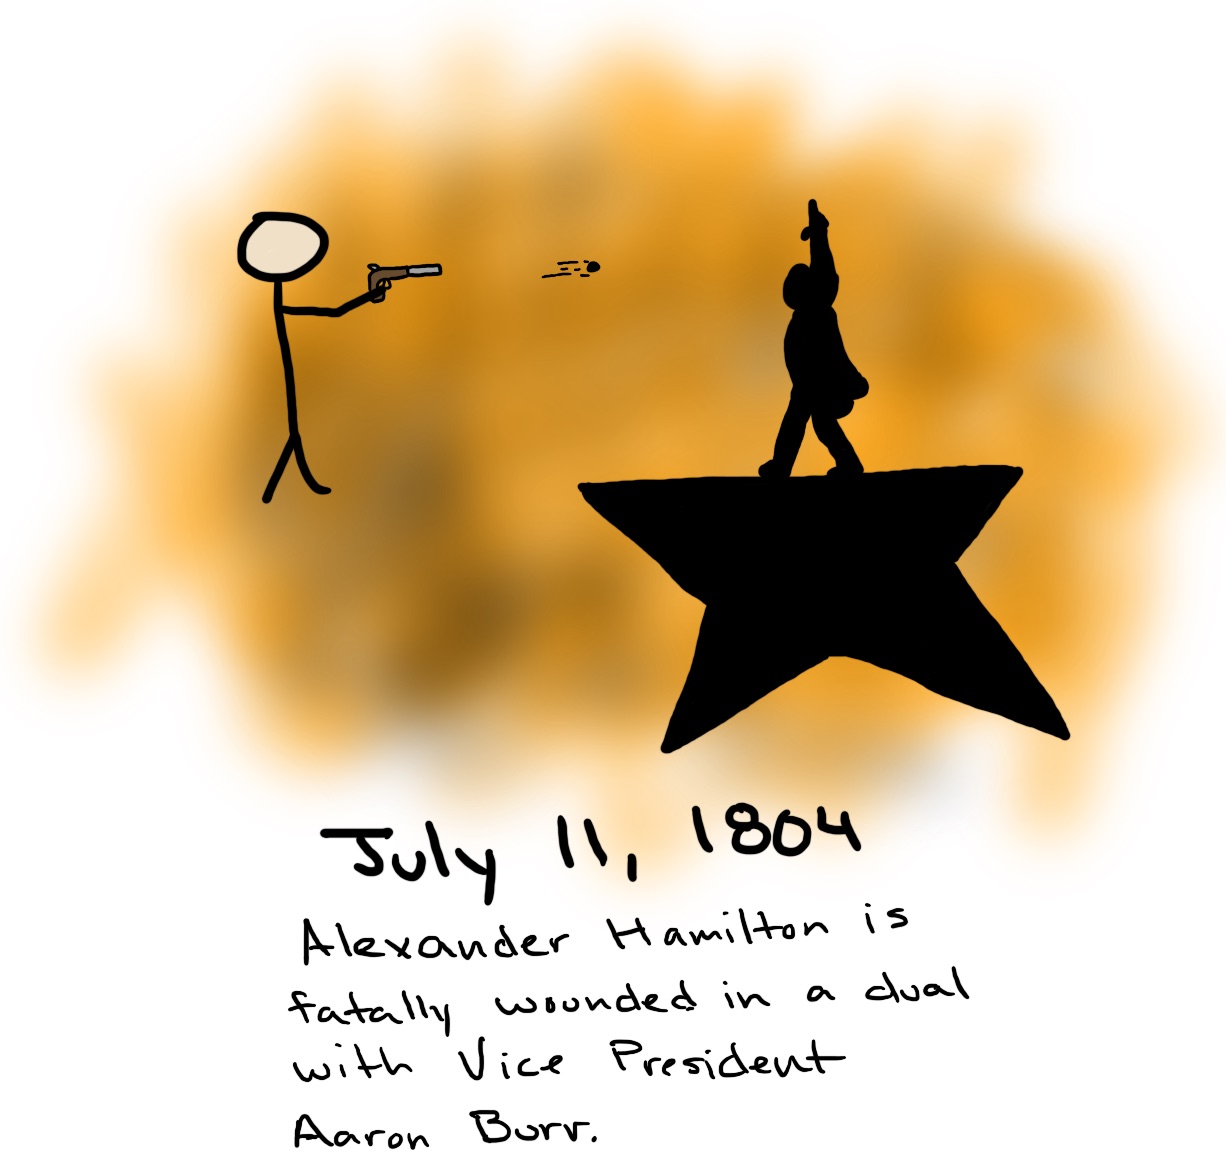 July 11, 1804
Alexander Hamilton is
fatally wounded in a dual
with Vice President
Aaron Burr.